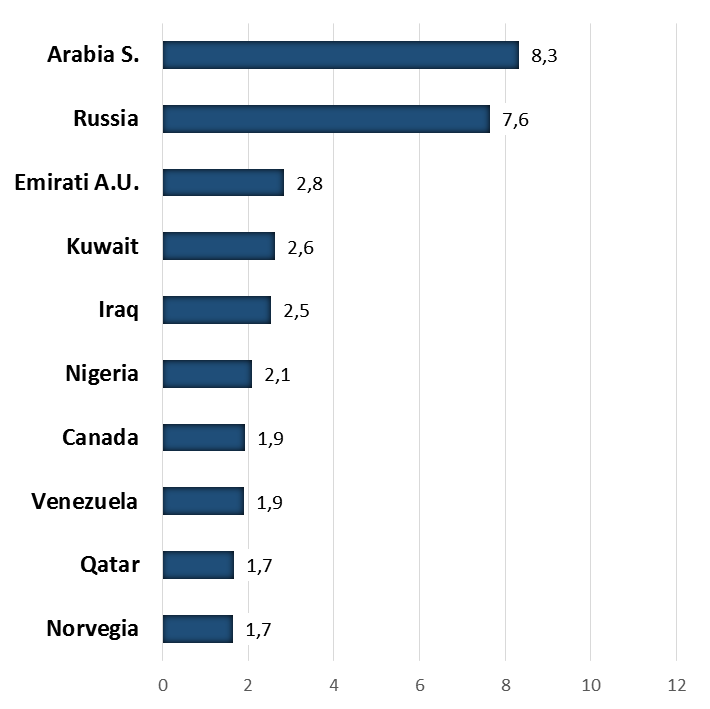 Arabia S. 8,3
Russia 7,6
Emirati A.U. 2,8
Kuwait 2,6
Iraq 2,5
Nigeria 2,1
Canada 1,9
Venezuela 1,9
Qatar 1,7
Norvegia 1,7
0 2 4 6 8 10 12